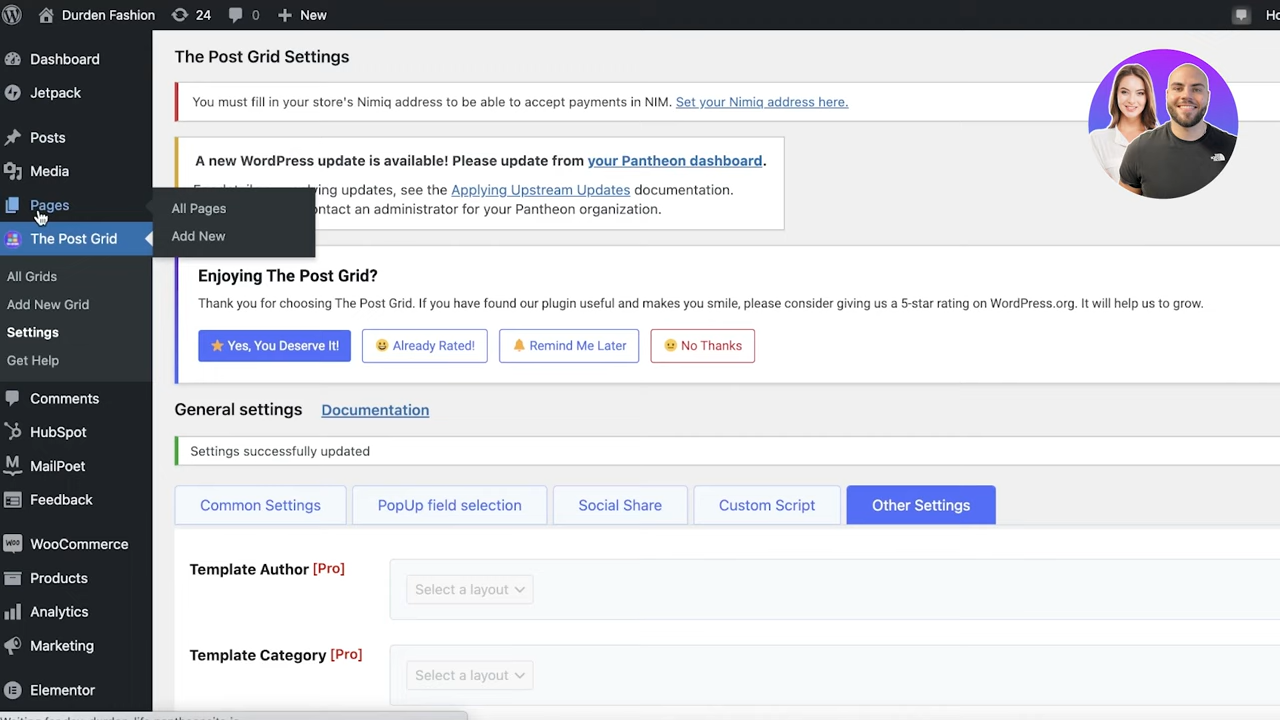 Durden Fashion
24
0
New
Ho
Dashboard
Jetpack
Posts
Media
Pages
The Post Grid
All Grids
Add New Grid
Settings
Get Help
Comments
HubSpot
MailPoet
Feedback
WooCommerce
Products
Analytics
Marketing
Elementor
All Pages
Add New
The Post Grid Settings
You must fill in your store's Nimiq address to be able to accept payments in NIM. Set your Nimiq address here.
A new WordPress update is available! Please update from your Pantheon dashboard.
updates, see the Applying Upstream Updates documentation.
contact an administrator for your Pantheon organization.
Enjoying The Post Grid?
Thank you for choosing The Post Grid. If you have found our plugin useful and makes you smile, please consider giving us a 5-star rating on WordPress.org. It will help us to grow.
Yes, You Deserve It!
Already Rated!
Remind Me Later
No Thanks
General settings Documentation
Settings successfully updated
Common Settings
PopUp field selection
Social Share
Custom Script
Other Settings
Template Author [Pro]
Select a layout
Template Category [Pro]
Select a layout